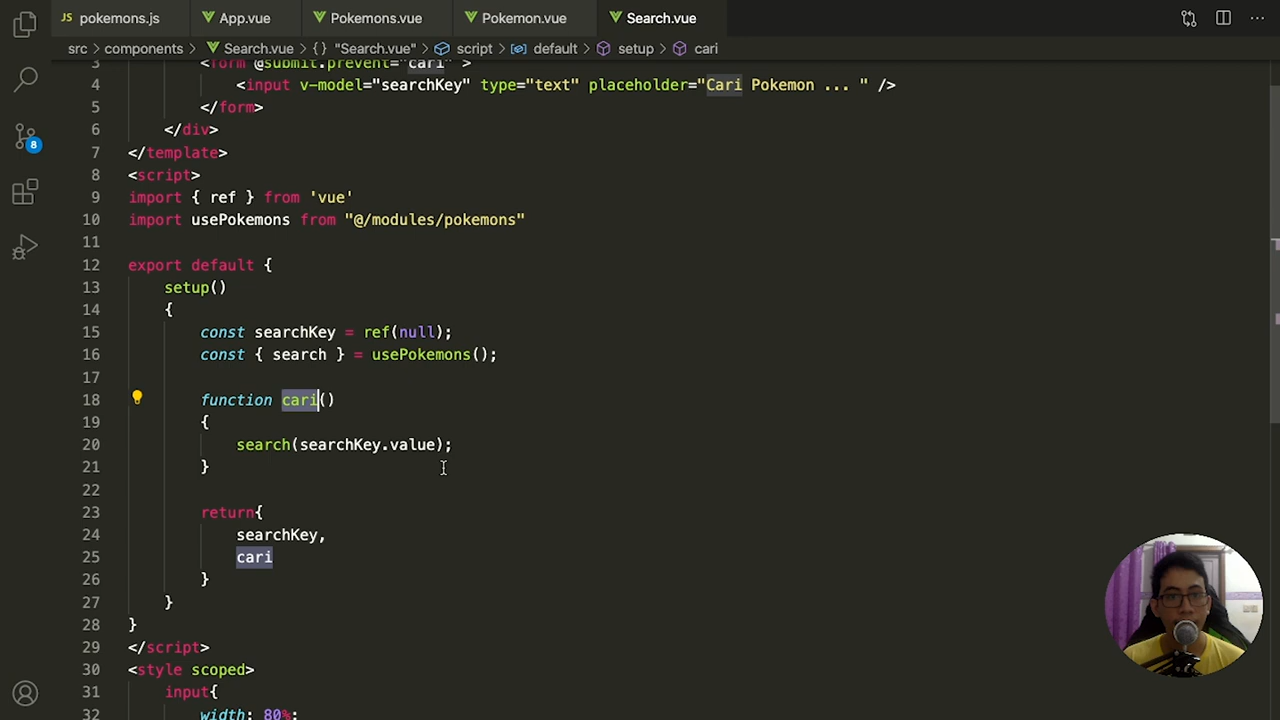 pokemons.js App.vue Pokemons.vue Pokemon.vue Search.vue
src > components > Search.vue > {} "Search.vue" > script > default > setup > cari
3 <form @submit.prevent="cari" >
4 <input v-model="searchKey" type="text" placeholder="Cari Pokemon ... " />
5 </form>
6 </div>
7 </template>
8 <script>
9 import { ref } from 'vue'
10 import usePokemons from "@/modules/pokemons"
11
12 export default {
13 setup()
14 {
15 const searchKey = ref(null);
16 const { search } = usePokemons();
17
18 function cari()
19 {
20 search(searchKey.value);
21 }
22
23 return{
24 searchKey,
25 cari
26 }
27 }
28 }
29 </script>
30 <style scoped>
31 input{
32 width: 80%;
JS
8